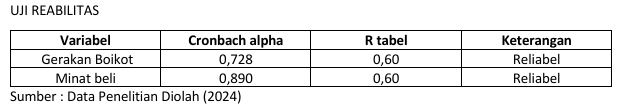 UJI REABILITAS
Variabel Cronbach alpha R tabel Keterangan
Gerakan Boikot 0,728 0,60 Reliabel
Minat beli 0,890 0,60 Reliabel
Sumber : Data Penelitian Diolah (2024)